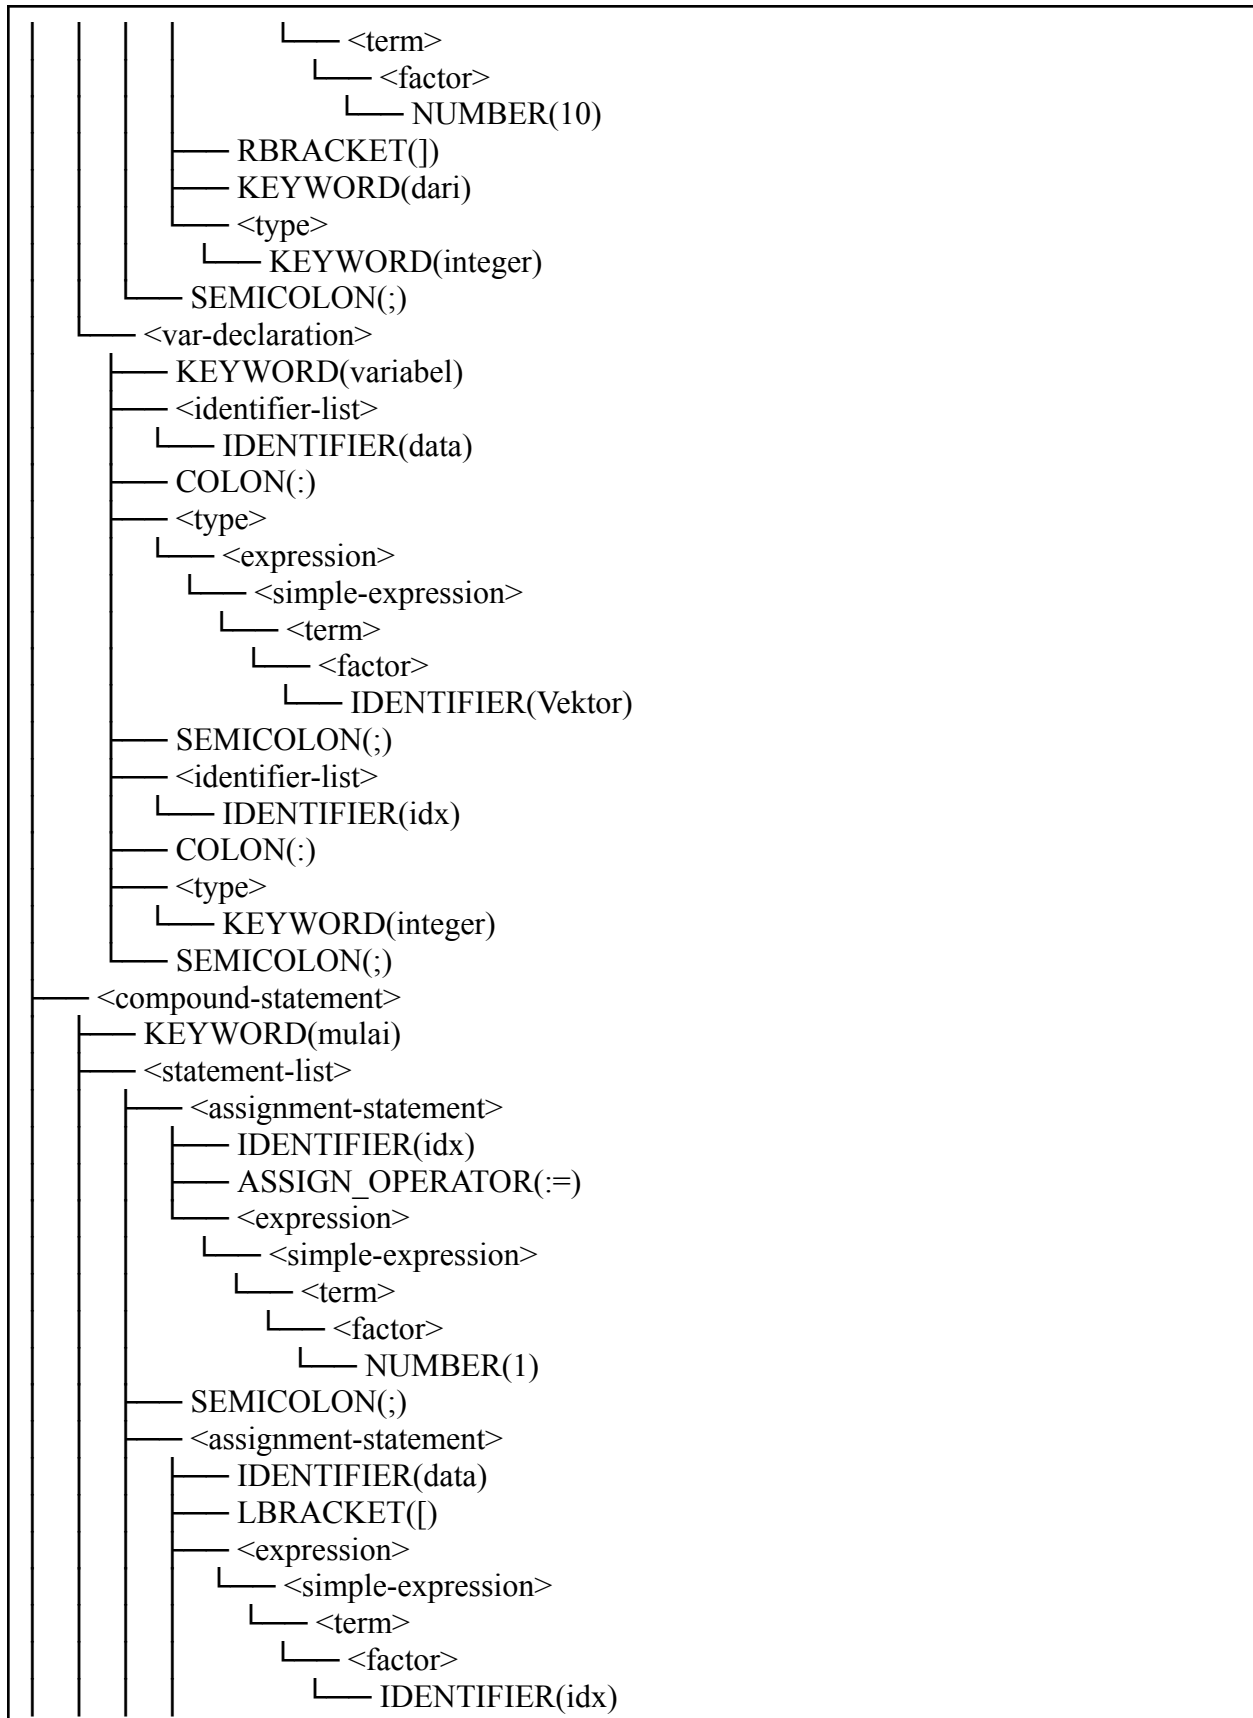 │ │ │ │ └── <term>
│ │ │ │ └── <factor>
│ │ │ │ └── NUMBER(10)
│ │ │ ├── RBRACKET(])
│ │ │ ├── KEYWORD(dari)
│ │ │ └── <type>
│ │ │ └── KEYWORD(integer)
│ │ └── SEMICOLON(;)
│ └── <var-declaration>
│ ├── KEYWORD(variabel)
│ ├── <identifier-list>
│ │ └── IDENTIFIER(data)
│ ├── COLON(:)
│ ├── <type>
│ │ └── <expression>
│ │ └── <simple-expression>
│ │ └── <term>
│ │ └── <factor>
│ │ └── IDENTIFIER(Vektor)
│ ├── SEMICOLON(;)
│ ├── <identifier-list>
│ │ └── IDENTIFIER(idx)
│ ├── COLON(:)
│ ├── <type>
│ │ └── KEYWORD(integer)
│ └── SEMICOLON(;)
├── <compound-statement>
│ ├── KEYWORD(mulai)
│ ├── <statement-list>
│ │ ├── <assignment-statement>
│ │ │ ├── IDENTIFIER(idx)
│ │ │ ├── ASSIGN_OPERATOR(:=)
│ │ │ └── <expression>
│ │ │ └── <simple-expression>
│ │ │ └── <term>
│ │ │ └── <factor>
│ │ │ └── NUMBER(1)
│ │ ├── SEMICOLON(;)
│ │ ├── <assignment-statement>
│ │ │ ├── IDENTIFIER(data)
│ │ │ ├── LBRACKET([)
│ │ │ ├── <expression>
│ │ │ │ └── <simple-expression>
│ │ │ │ └── <term>
│ │ │ │ └── <factor>
│ │ │ │ └── IDENTIFIER(idx)